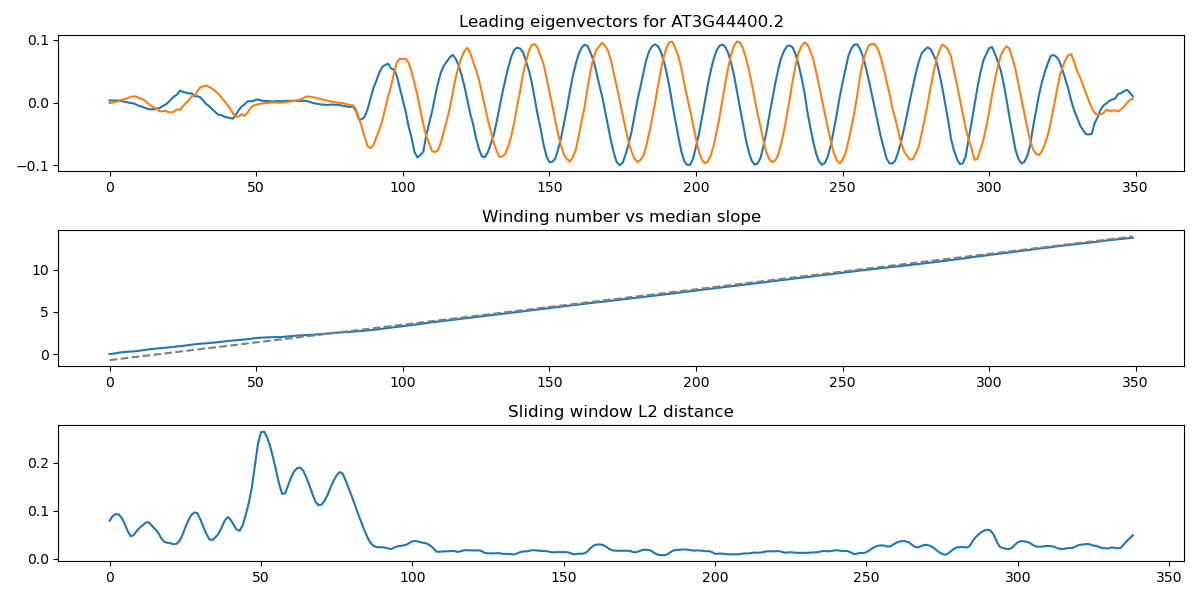 Leading eigenvectors for AT3G44400.2
0.1
0.0
−0.1
0 50 100 150 200 250 300 350
Winding number vs median slope
10
5
0
0 50 100 150 200 250 300 350
Sliding window L2 distance
0.2
0.1
0.0
0 50 100 150 200 250 300 350